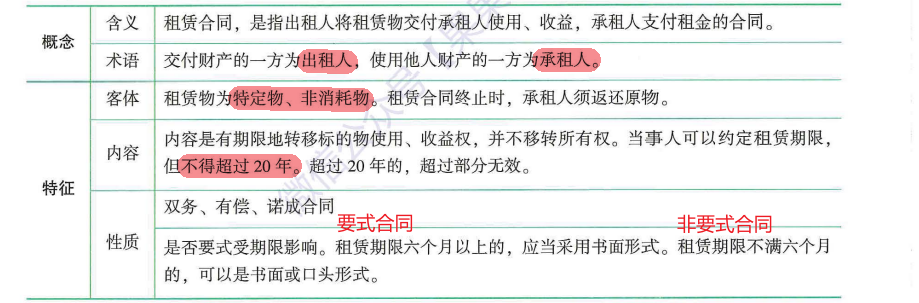 概念
含义
租赁合同，是指出租人将租赁物交付承租人使用、收益，承租人支付租金的合同。
术语
交付财产的一方为出租人，使用他人财产的一方为承租人。
特征
客体
租赁物为特定物、非消耗物。租赁合同终止时，承租人须返还原物。
内容
内容是有期限地转移标的物使用、收益权，并不移转所有权。当事人可以约定租赁期限，
但不得超过 20 年。超过 20 年的，超过部分无效。
性质
双务、有偿、诺成合同
要式合同
非要式合同
是否要式受期限影响。租赁期限六个月以上的，应当采用书面形式。租赁期限不满六个月
的，可以是书面或口头形式。
微信公众号